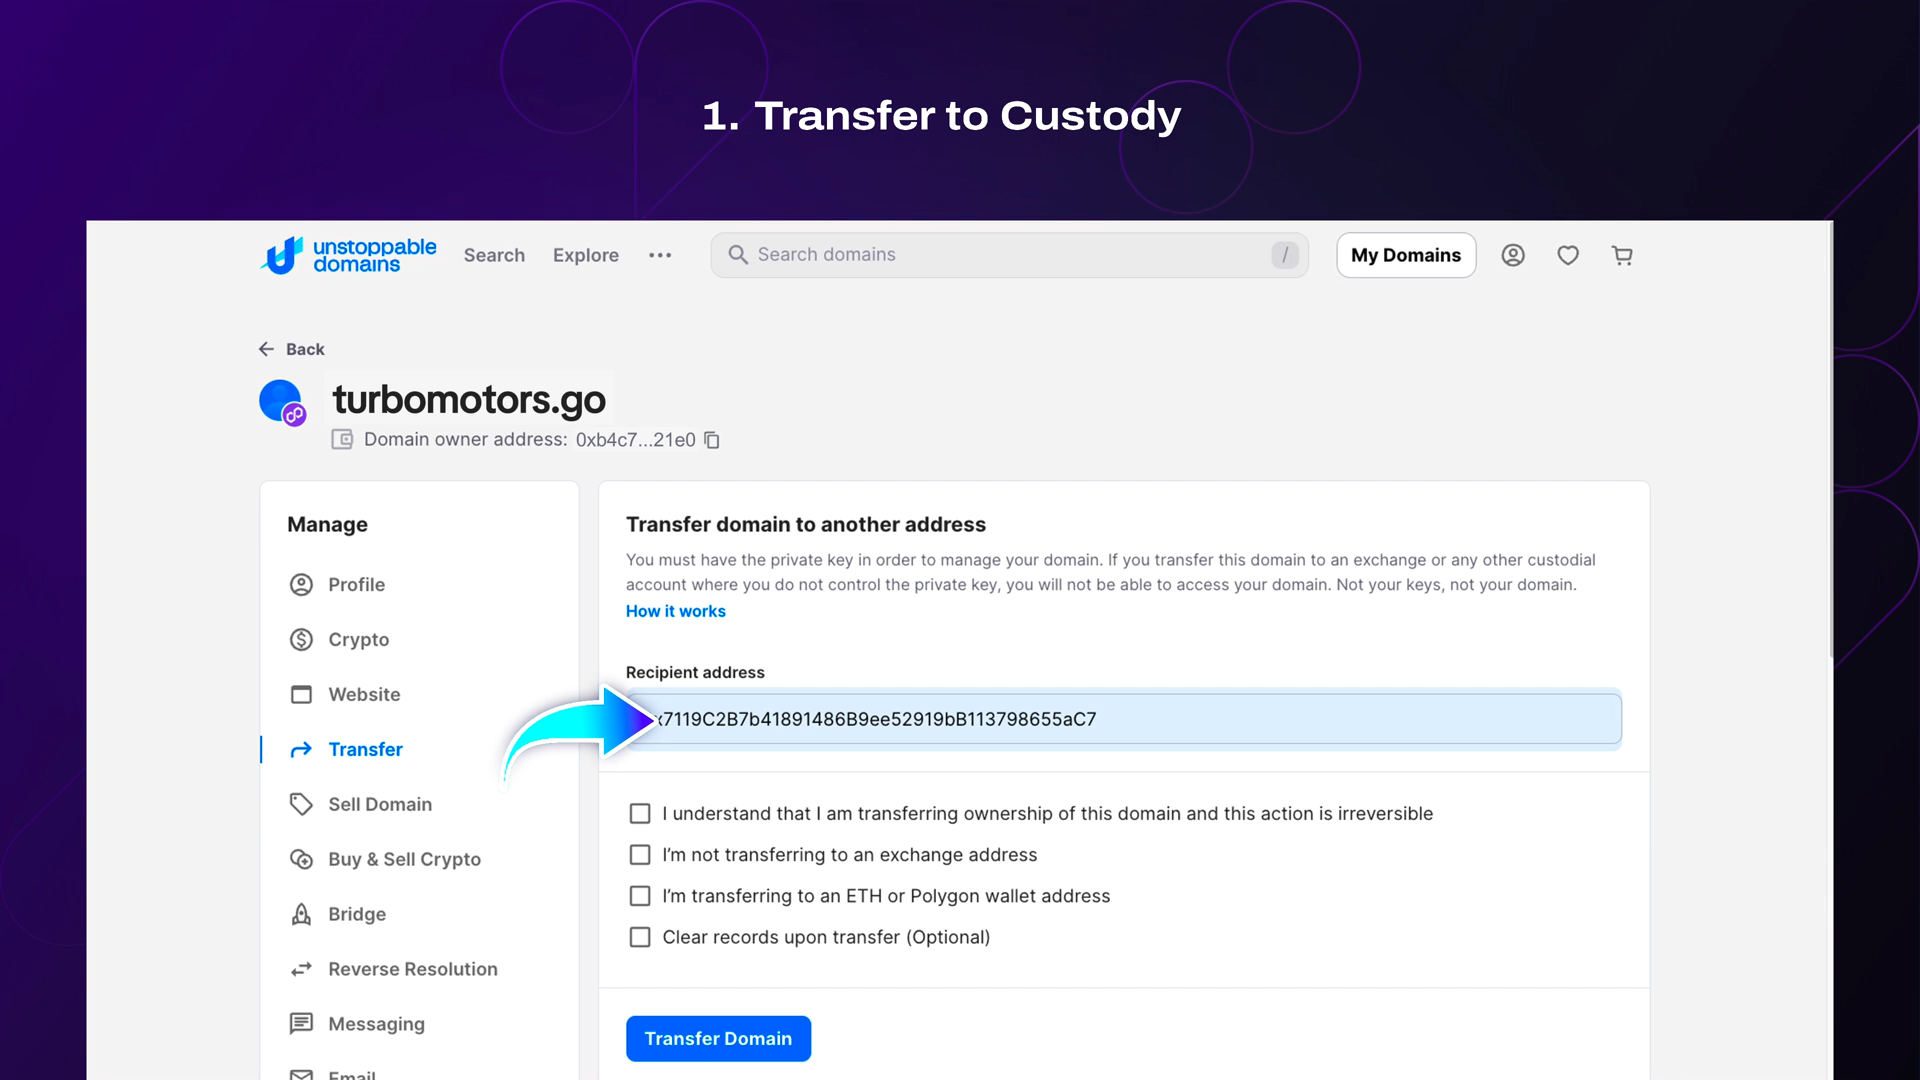 1. Transfer to Custody
unstoppable
domains
Search
Explore
Search domains
/
My Domains
Back
turbomotors.go
Domain owner address: 0xb4c7...21e0
Manage
Profile
Crypto
Website
Transfer
Sell Domain
Buy & Sell Crypto
Bridge
Reverse Resolution
Messaging
Email
Transfer domain to another address
You must have the private key in order to manage your domain. If you transfer this domain to an exchange or any other custodial
account where you do not control the private key, you will not be able to access your domain. Not your keys, not your domain.
How it works
Recipient address
x7119C2B7b41891486B9ee52919bB113798655aC7
I understand that I am transferring ownership of this domain and this action is irreversible
I'm not transferring to an exchange address
I'm transferring to an ETH or Polygon wallet address
Clear records upon transfer (Optional)
Transfer Domain